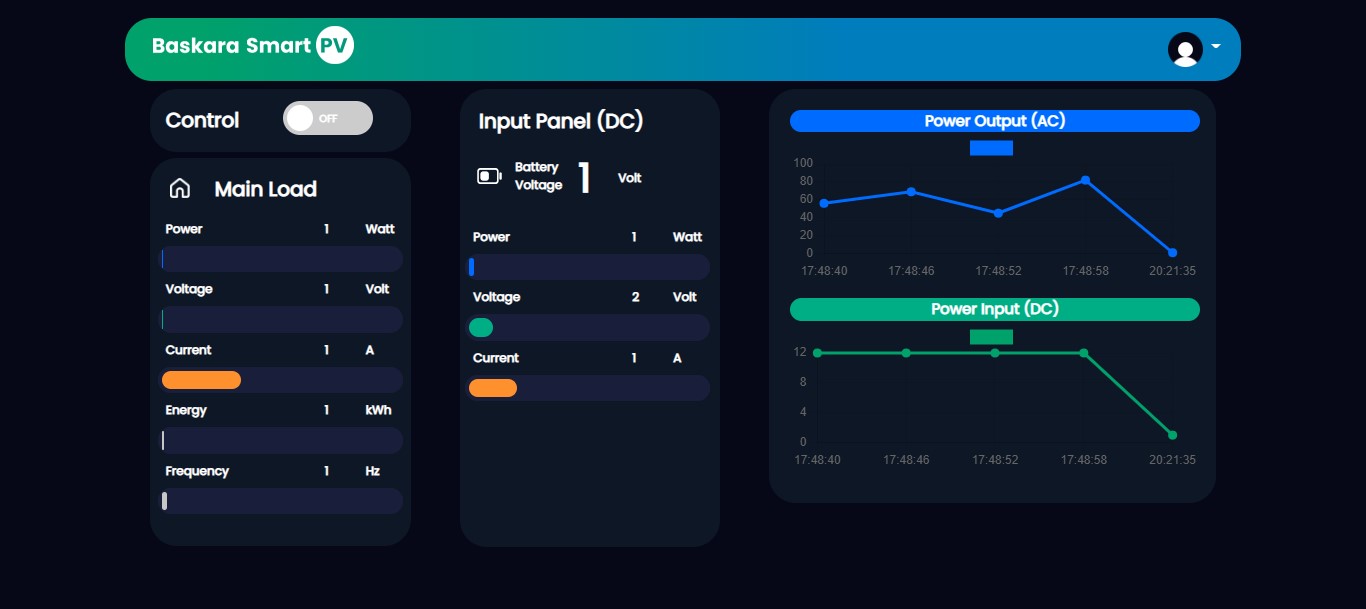 Baskara Smart PV
Control
OFF
Main Load
Power 1 Watt
Voltage 1 Volt
Current 1 A
Energy 1 kWh
Frequency 1 Hz
Input Panel (DC)
Battery
Voltage
1 Volt
Power 1 Watt
Voltage 2 Volt
Current 1 A
Power Output (AC)
100
80
60
40
20
0
17:48:40 17:48:46 17:48:52 17:48:58 20:21:35
Power Input (DC)
12
8
4
0
17:48:40 17:48:46 17:48:52 17:48:58 20:21:35